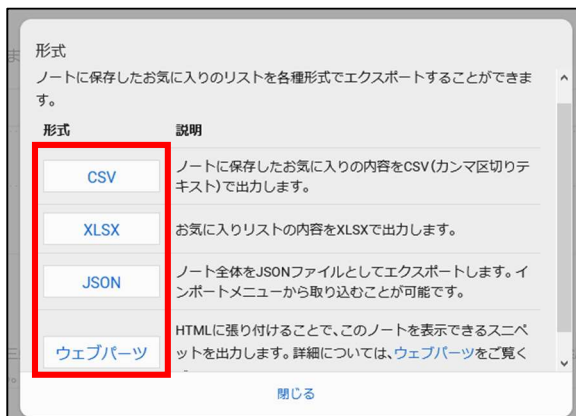 形式
ノートに保存したお気に入りのリストを各種形式でエクスポートすることができま
す。
形式 説明
CSV
ノートに保存したお気に入りの内容をCSV(カンマ区切りテ
キスト)で出力します。
XLSX
お気に入りリストの内容をXLSXで出力します。
JSON
ノート全体をJSONファイルとしてエクスポートします。イ
ンポートメニューから取り込むことが可能です。
ウェブパーツ
HTMLに張り付けることで、このノートを表示できるスニペ
ットを出力します。詳細については、ウェブパーツをご覧く
閉じる